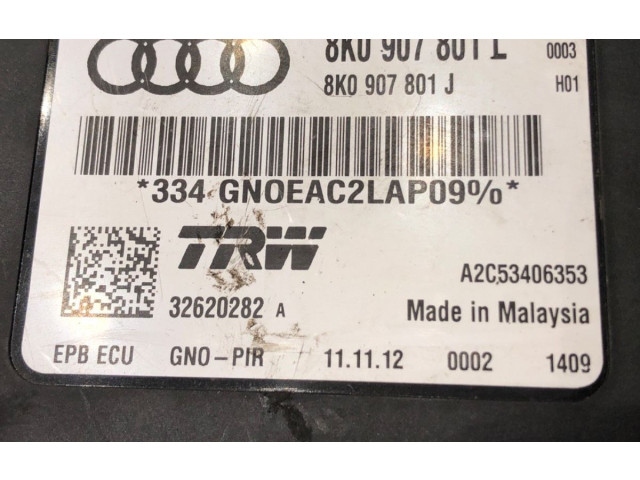 8K0 907 801 L 0003
8K0 907 801 J H01
*334 GNOEAC2LAP09%*
TRW
A2C53406353
32620282 A Made in Malaysia
EPB ECU GNO-PIR 11.11.12 0002 1409